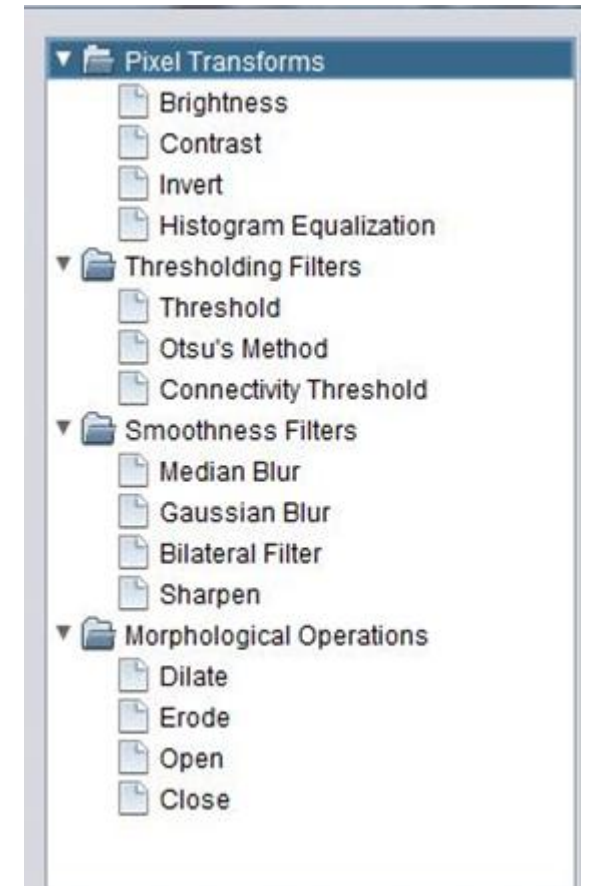 Pixel Transforms
Brightness
Contrast
Invert
Histogram Equalization
Thresholding Filters
Threshold
Otsu's Method
Connectivity Threshold
Smoothness Filters
Median Blur
Gaussian Blur
Bilateral Filter
Sharpen
Morphological Operations
Dilate
Erode
Open
Close